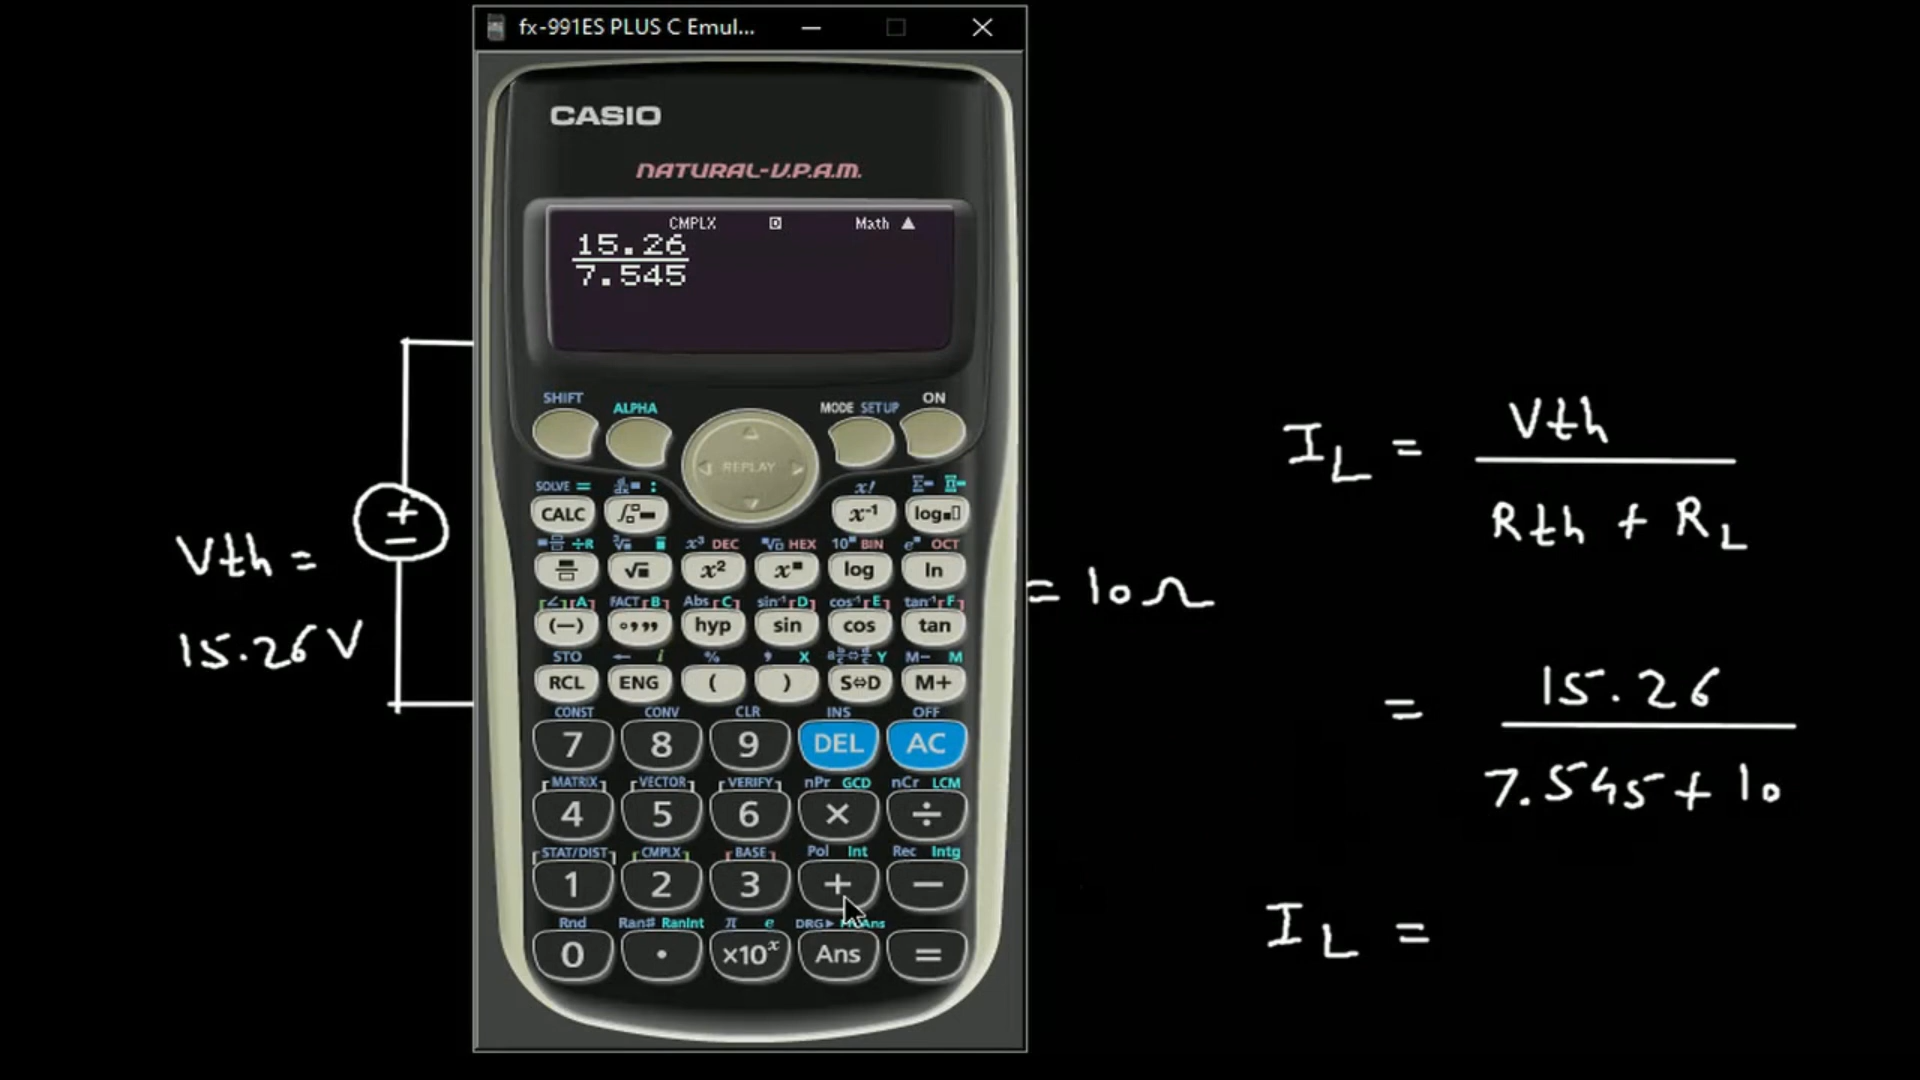 fx-991ES PLUS C Emul...
CASIO
NATURAL-V.P.A.M.
CMPLX D Math ▲
15.26
7.545
SHIFT ALPHA MODE SETUP ON
REPLAY
SOLVE = d/dx : x! Σ Π
CALC ∫ x⁻¹ log
÷R ³√ x³ DEC √ HEX 10 BIN e OCT
√ x² x log ln
∠ A FACT B Abs C sin⁻¹ D cos⁻¹ E tan⁻¹ F
(—) °,,, hyp sin cos tan
STO ← i % , X Y M− M
RCL ENG ( ) S⇔D M+
CONST CONV CLR INS OFF
7 8 9 DEL AC
MATRIX VECTOR VERIFY nPr GCD nCr LCM
4 5 6 × ÷
STAT/DIST CMPLX BASE Pol Int Rec Intg
1 2 3 + −
Rnd Ran# RanInt π e DRG▶
0 . ×10ˣ Ans =
Vth =
15.26 V
+
−
= 10 Ω
I_L = Vth
Rth + R_L
= 15.26
7.545 + 10
I_L =